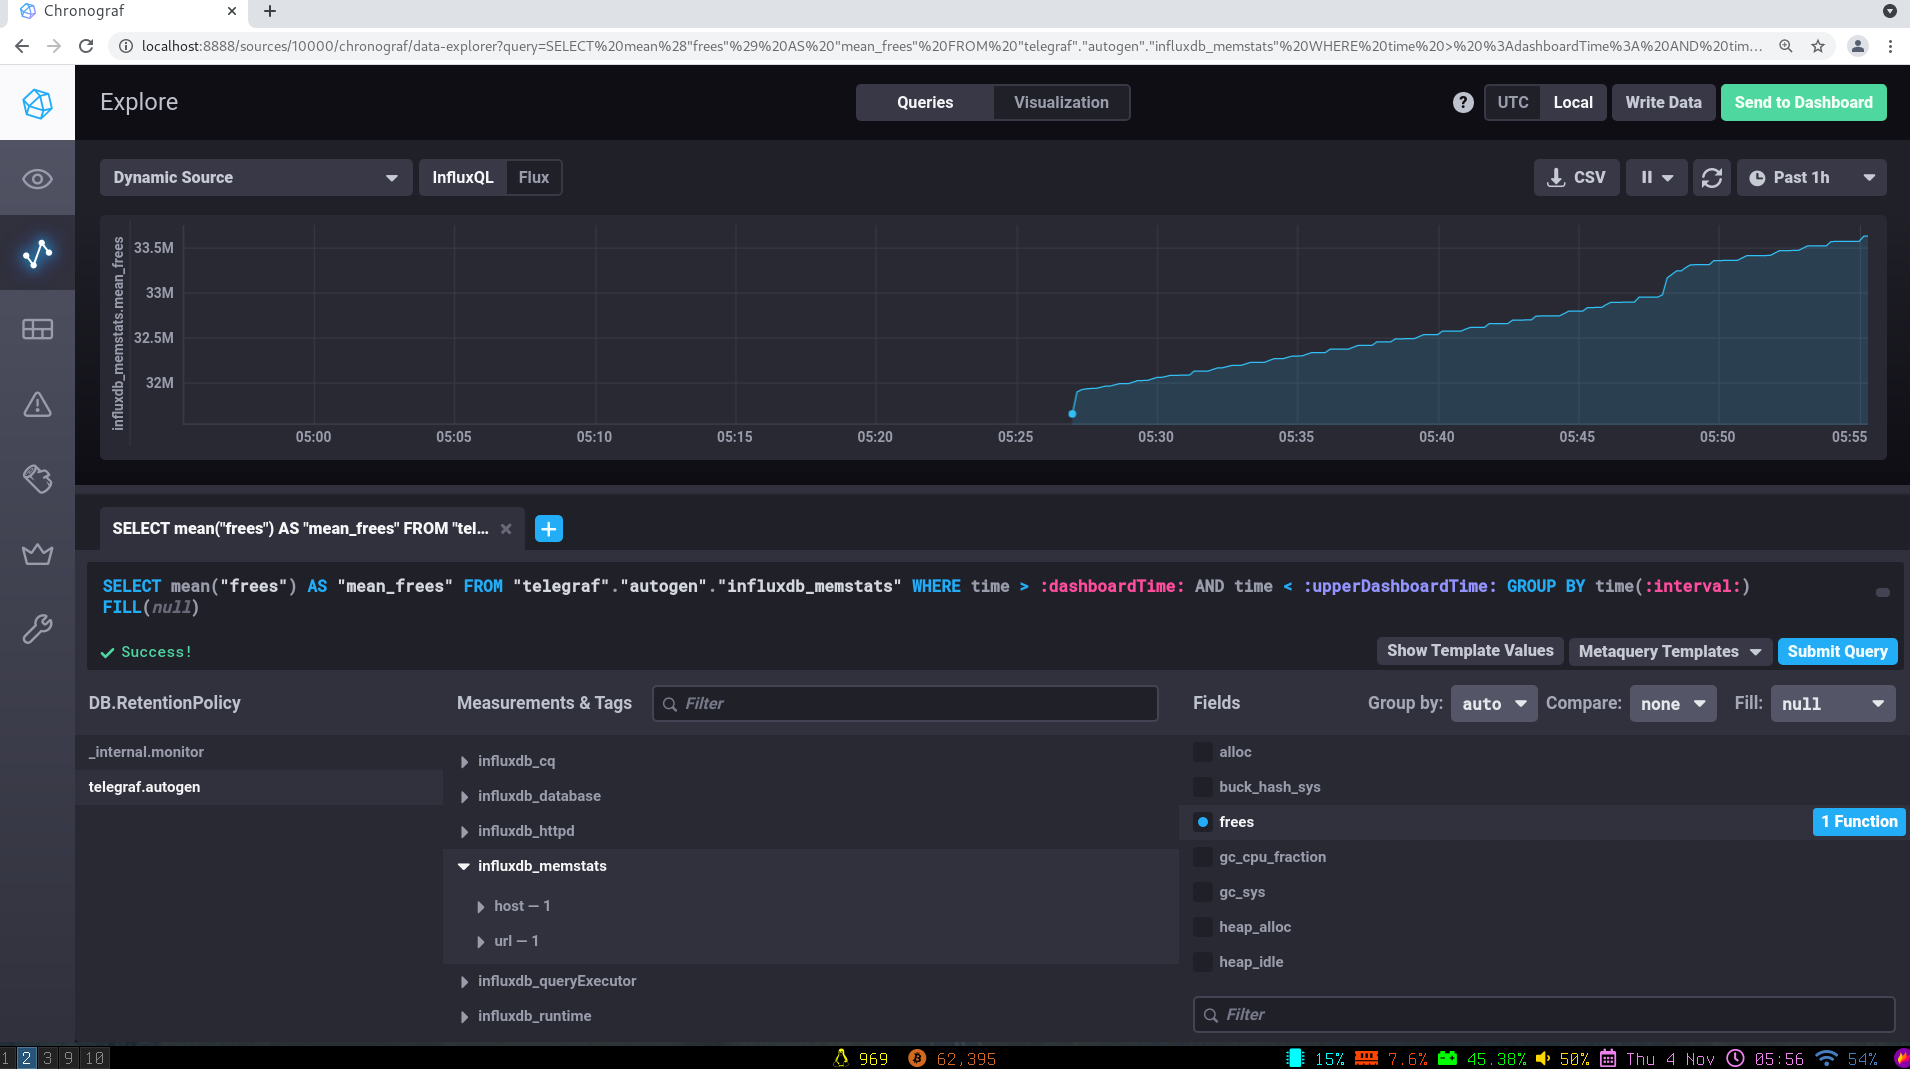 Chronograf
localhost:8888/sources/10000/chronograf/data-explorer?query=SELECT%20mean%28"frees"%29%20AS%20"mean_frees"%20FROM%20"telegraf"."autogen"."influxdb_memstats"%20WHERE%20time%20>%20%3AdashboardTime%3A%20AND%20tim...
Explore
Queries Visualization
? UTC Local Write Data Send to Dashboard
Dynamic Source InfluxQL Flux
CSV Past 1h
influxdb_memstats.mean_frees
33.5M
33M
32.5M
32M
05:00 05:05 05:10 05:15 05:20 05:25 05:30 05:35 05:40 05:45 05:50 05:55
SELECT mean("frees") AS "mean_frees" FROM "tel...
SELECT mean("frees") AS "mean_frees" FROM "telegraf"."autogen"."influxdb_memstats" WHERE time > :dashboardTime: AND time < :upperDashboardTime: GROUP BY time(:interval:)
FILL(null)
Success!
Show Template Values Metaquery Templates Submit Query
DB.RetentionPolicy Measurements & Tags Filter Fields Group by: auto Compare: none Fill: null
_internal.monitor
telegraf.autogen
influxdb_cq
influxdb_database
influxdb_httpd
influxdb_memstats
host — 1
url — 1
influxdb_queryExecutor
influxdb_runtime
alloc
buck_hash_sys
frees 1 Function
gc_cpu_fraction
gc_sys
heap_alloc
heap_idle
Filter
1 2 3 9 10 969 62,395 15% 7.6% 45.38% 50% Thu 4 Nov 05:56 54%